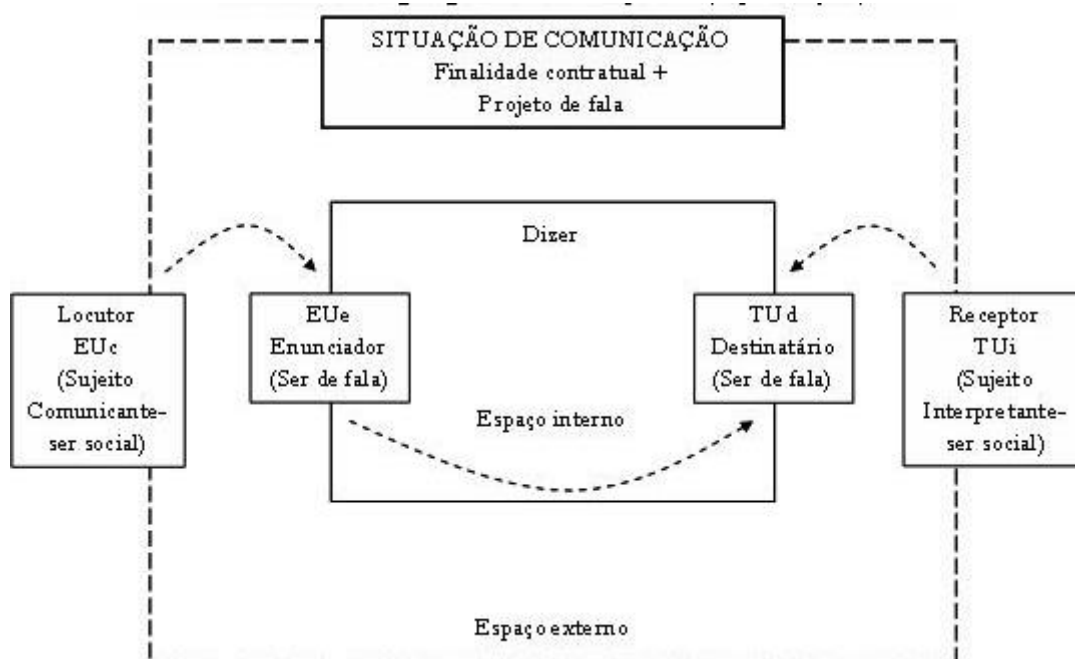 SITUAÇÃO DE COMUNICAÇÃO
Finalidade contratual +
Projeto de fala
Dizer
Locutor
EUc
(Sujeito
Comunicante-
ser social)
EUe
Enunciador
(Ser de fala)
TUd
Destinatário
(Ser de fala)
Receptor
TUi
(Sujeito
Interpretante-
ser social)
Espaço interno
Espaço externo